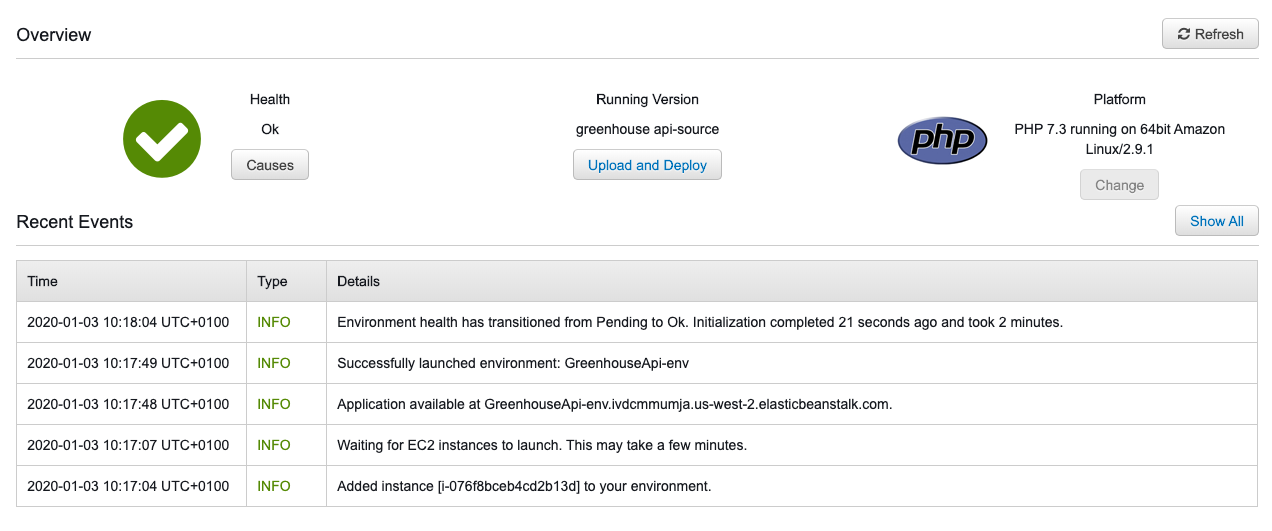 Overview
Refresh
Health
Ok
Causes
Running Version
greenhouse api-source
Upload and Deploy
php
Platform
PHP 7.3 running on 64bit Amazon
Linux/2.9.1
Change
Recent Events
Show All
Time Type Details
2020-01-03 10:18:04 UTC+0100 INFO Environment health has transitioned from Pending to Ok. Initialization completed 21 seconds ago and took 2 minutes.
2020-01-03 10:17:49 UTC+0100 INFO Successfully launched environment: GreenhouseApi-env
2020-01-03 10:17:48 UTC+0100 INFO Application available at GreenhouseApi-env.ivdcmmumja.us-west-2.elasticbeanstalk.com.
2020-01-03 10:17:07 UTC+0100 INFO Waiting for EC2 instances to launch. This may take a few minutes.
2020-01-03 10:17:04 UTC+0100 INFO Added instance [i-076f8bceb4cd2b13d] to your environment.